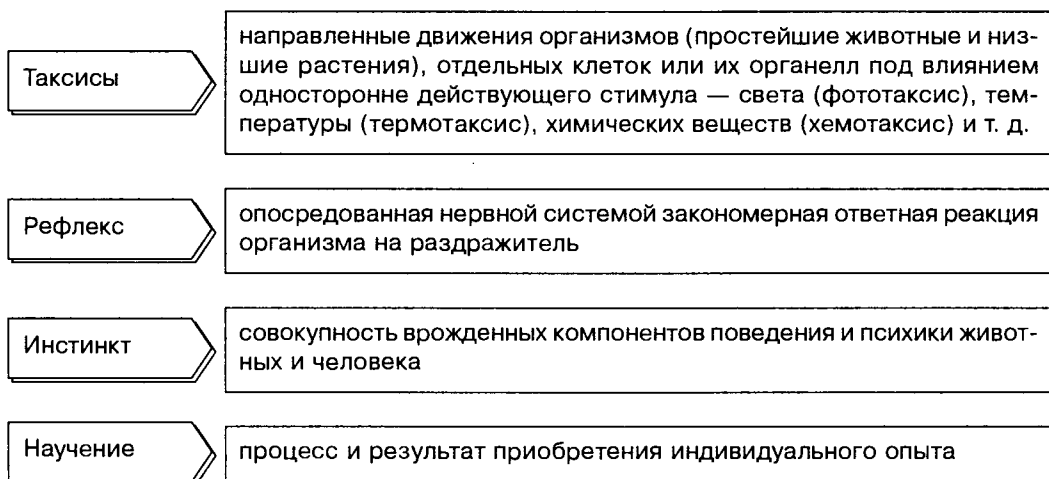 Таксисы
направленные движения организмов (простейшие животные и низ-
шие растения), отдельных клеток или их органелл под влиянием
односторонне действующего стимула — света (фототаксис), тем-
пературы (термотаксис), химических веществ (хемотаксис) и т. д.
Рефлекс
опосредованная нервной системой закономерная ответная реакция
организма на раздражитель
Инстинкт
совокупность врожденных компонентов поведения и психики живот-
ных и человека
Научение
процесс и результат приобретения индивидуального опыта